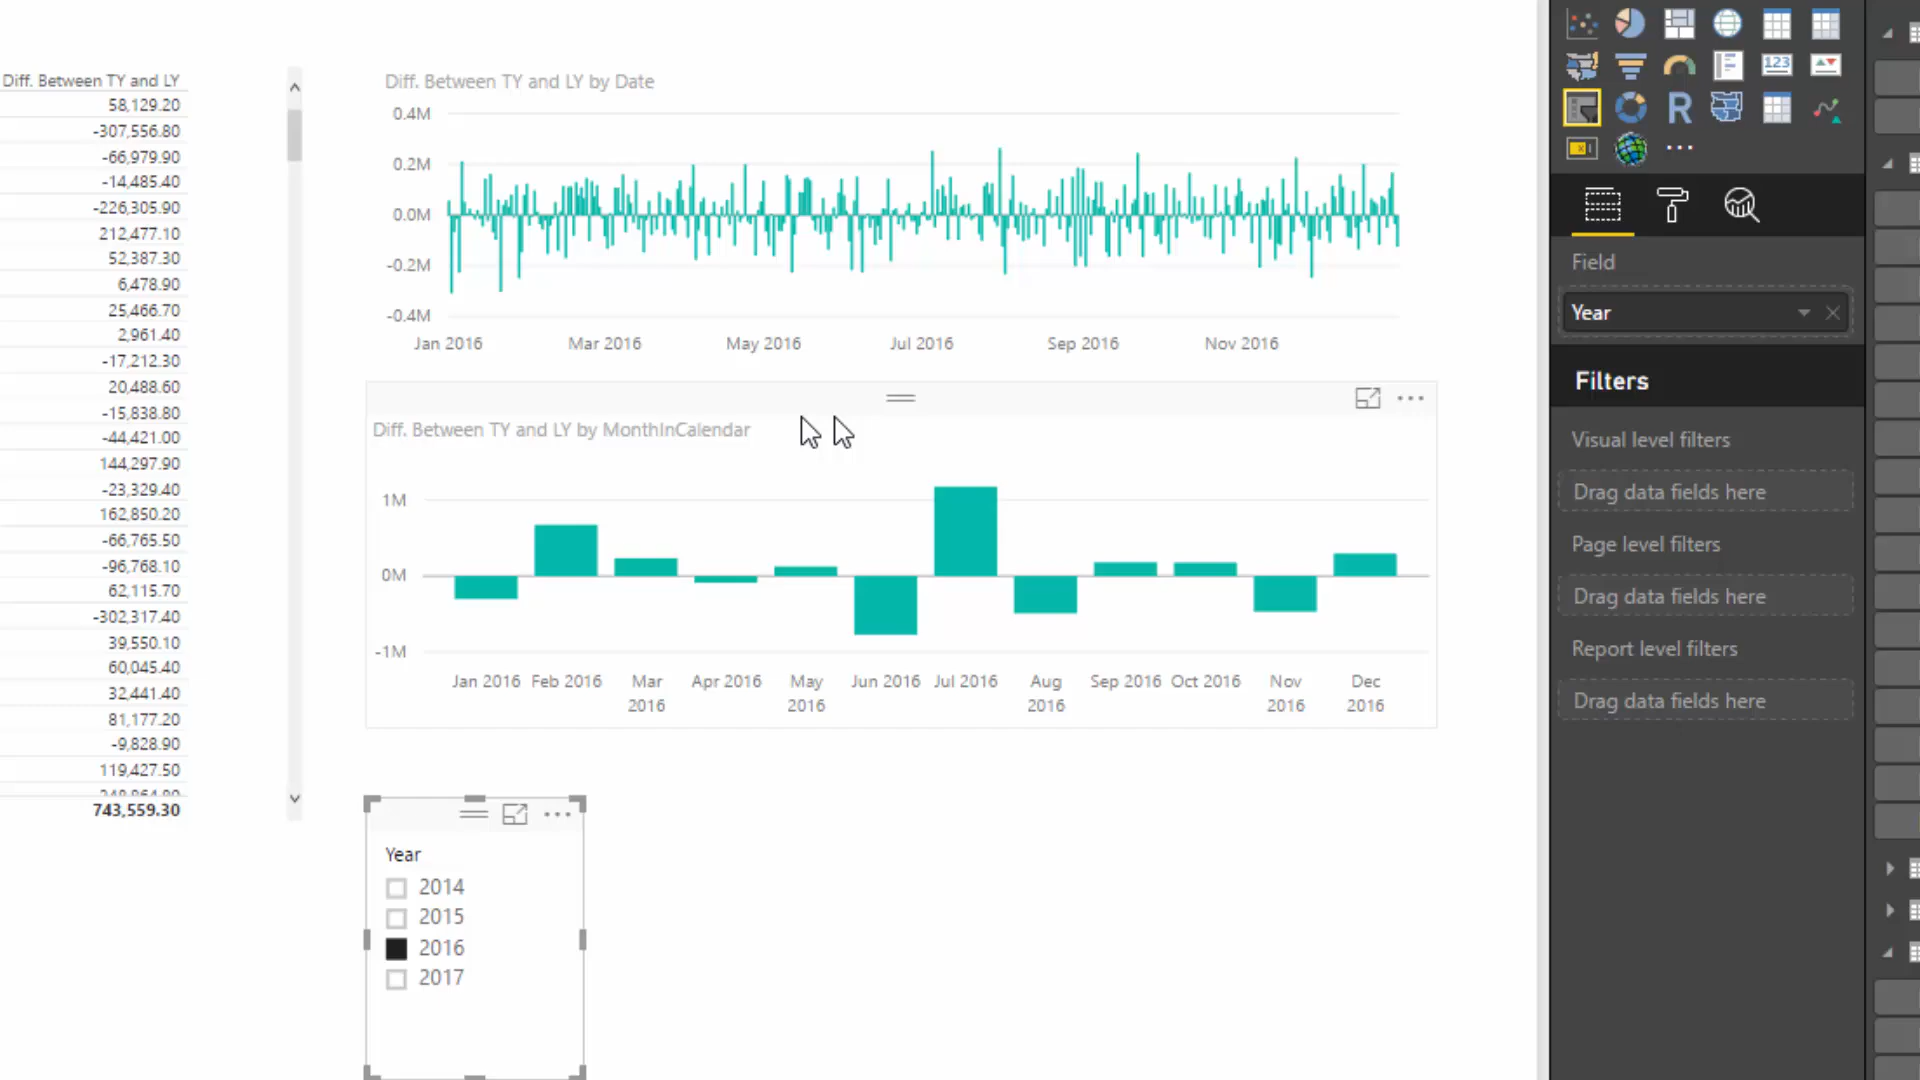 Diff. Between TY and LY
58,129.20
-307,556.80
-66,979.90
-14,485.40
-226,305.90
212,477.10
52,387.30
6,478.90
25,466.70
2,961.40
-17,212.30
20,488.60
-15,838.80
-44,421.00
144,297.90
-23,329.40
162,850.20
-66,765.50
-96,768.10
62,115.70
-302,317.40
39,550.10
60,045.40
32,441.40
81,177.20
-9,828.90
119,427.50
743,559.30
Diff. Between TY and LY by Date
0.4M
0.2M
0.0M
-0.2M
-0.4M
Jan 2016 Mar 2016 May 2016 Jul 2016 Sep 2016 Nov 2016
Diff. Between TY and LY by MonthInCalendar
1M
0M
-1M
Jan 2016 Feb 2016 Mar 2016 Apr 2016 May 2016 Jun 2016 Jul 2016 Aug 2016 Sep 2016 Oct 2016 Nov 2016 Dec 2016
Year
2014
2015
2016
2017
123
R
Field
Year
Filters
Visual level filters
Drag data fields here
Page level filters
Drag data fields here
Report level filters
Drag data fields here